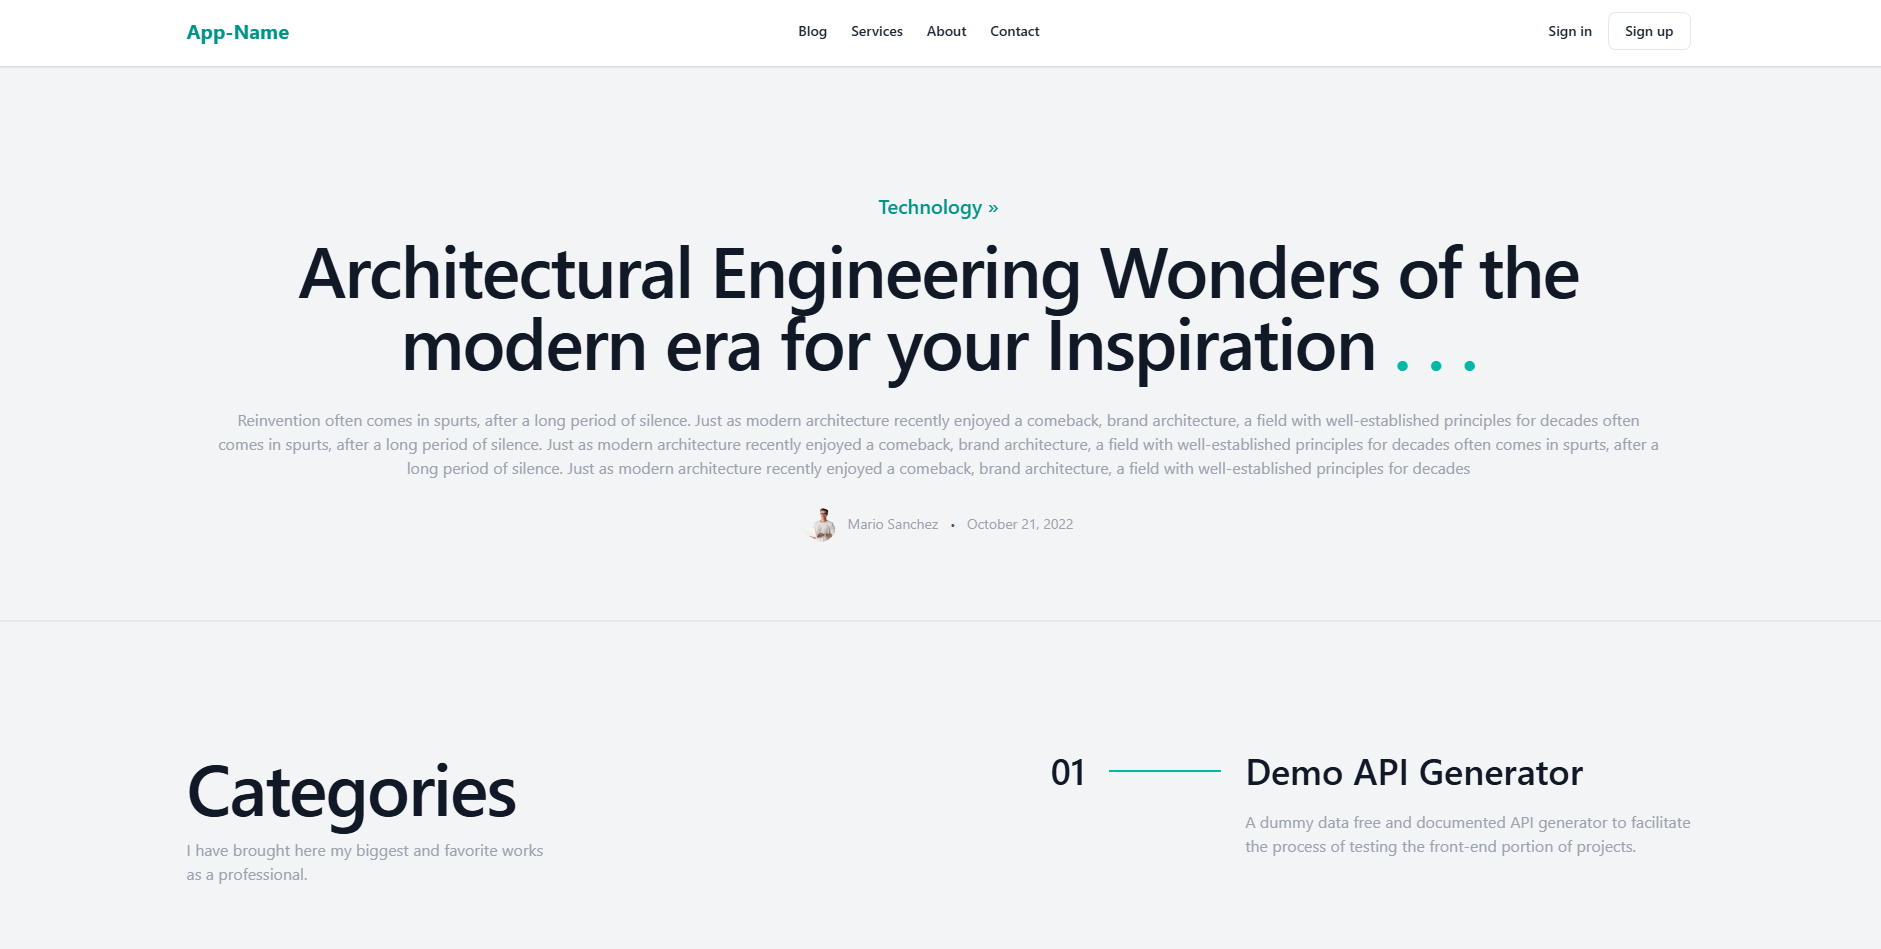 App-Name
Blog Services About Contact
Sign in Sign up
Technology »
Architectural Engineering Wonders of the
modern era for your Inspiration . . .
Reinvention often comes in spurts, after a long period of silence. Just as modern architecture recently enjoyed a comeback, brand architecture, a field with well-established principles for decades often
comes in spurts, after a long period of silence. Just as modern architecture recently enjoyed a comeback, brand architecture, a field with well-established principles for decades often comes in spurts, after a
long period of silence. Just as modern architecture recently enjoyed a comeback, brand architecture, a field with well-established principles for decades
Mario Sanchez • October 21, 2022
Categories
I have brought here my biggest and favorite works
as a professional.
01 Demo API Generator
A dummy data free and documented API generator to facilitate
the process of testing the front-end portion of projects.